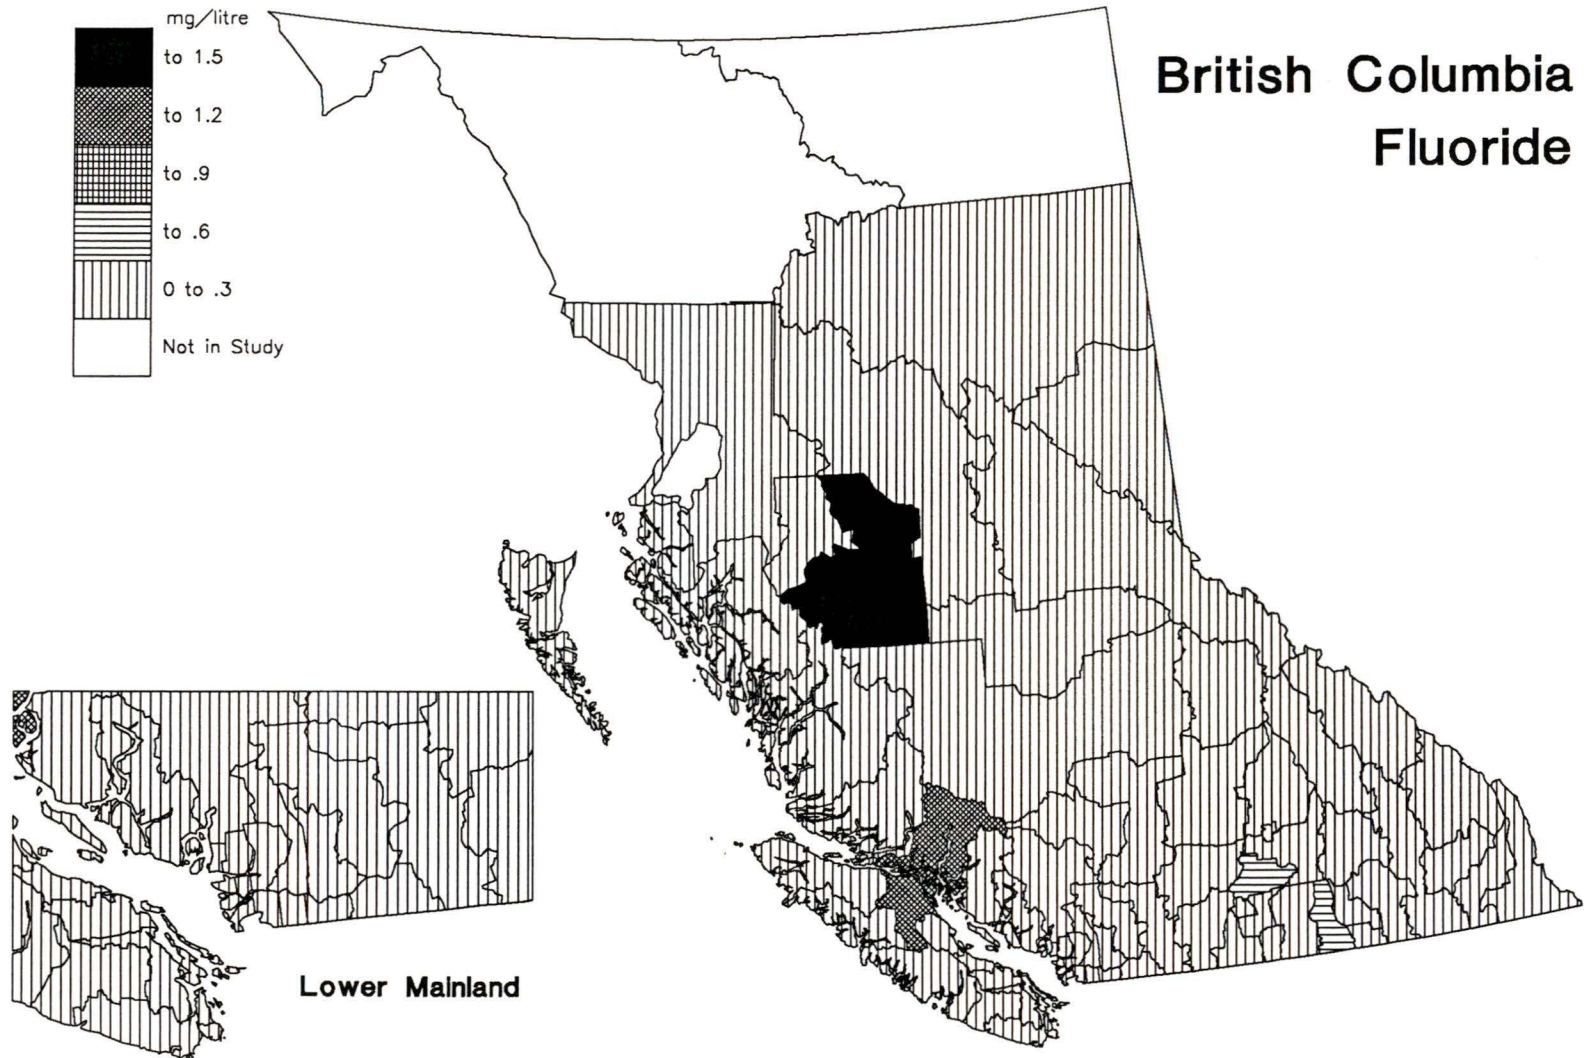 mg/litre
to 1.5
to 1.2
to .9
to .6
0 to .3
Not in Study
British Columbia
Fluoride
Lower Mainland